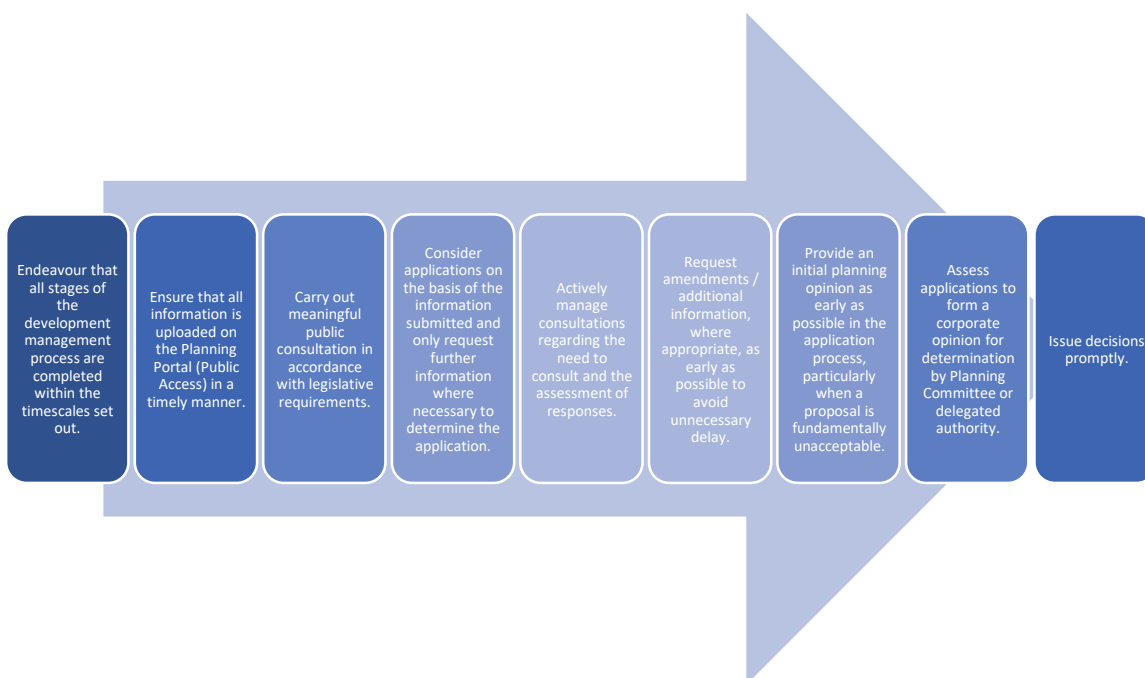 Endeavour that
all stages of
the
development
management
process are
completed
within the
timescales set
out.
Ensure that all
information is
uploaded on
the Planning
Portal (Public
Access) in a
timely manner.
Carry out
meaningful
public
consultation in
accordance
with legislative
requirements.
Consider
applications on
the basis of the
information
submitted and
only request
further
information
where
necessary to
determine the
application.
Actively
manage
consultations
regarding the
need to
consult and the
assessment of
responses.
Request
amendments /
additional
information,
where
appropriate, as
early as
possible to
avoid
unnecessary
delay.
Provide an
initial planning
opinion as
early as
possible in the
application
process,
particularly
when a
proposal is
fundamentally
unacceptable.
Assess
applications to
form a
corporate
opinion for
determination
by Planning
Committee or
delegated
authority.
Issue decisions
promptly.